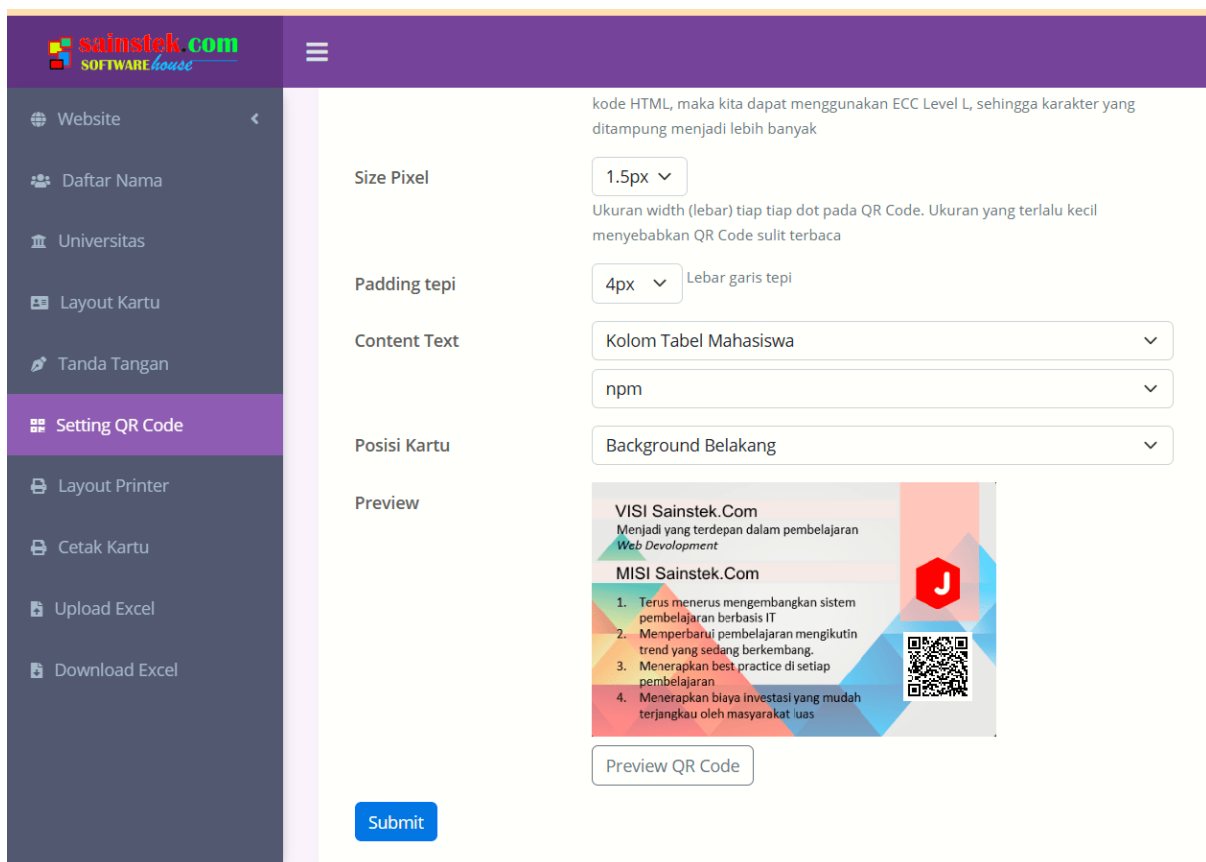 sainstek.com
SOFTWARE house
Website
Daftar Nama
Universitas
Layout Kartu
Tanda Tangan
Setting QR Code
Layout Printer
Cetak Kartu
Upload Excel
Download Excel
kode HTML, maka kita dapat menggunakan ECC Level L, sehingga karakter yang
ditampung menjadi lebih banyak
Size Pixel
1.5px
Ukuran width (lebar) tiap tiap dot pada QR Code. Ukuran yang terlalu kecil
menyebabkan QR Code sulit terbaca
Padding tepi
4px
Lebar garis tepi
Content Text
Kolom Tabel Mahasiswa
npm
Posisi Kartu
Background Belakang
Preview
VISI Sainstek.Com
Menjadi yang terdepan dalam pembelajaran
Web Devolopment
MISI Sainstek.Com
1. Terus menerus mengembangkan sistem
pembelajaran berbasis IT
2. Memperbarui pembelajaran mengikutin
trend yang sedang berkembang.
3. Menerapkan best practice di setiap
pembelajaran
4. Menerapkan biaya investasi yang mudah
terjangkau oleh masyarakat luas
J
Preview QR Code
Submit